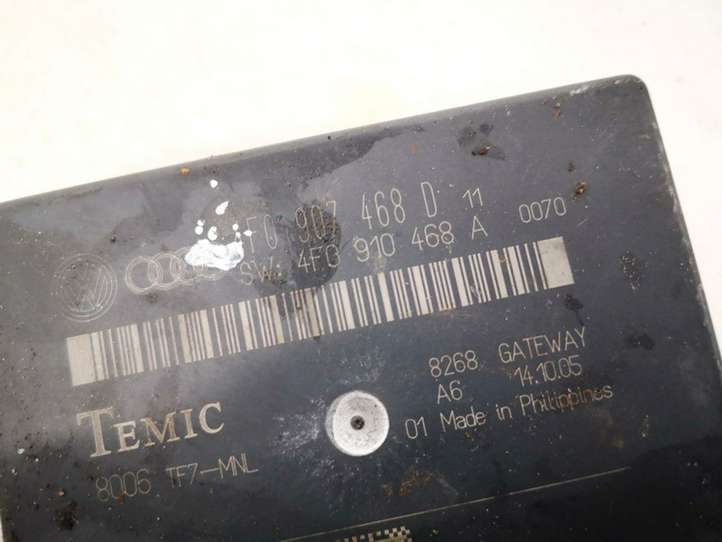 4F0 907 468 D 11
SW: 4F0 910 468 A 0070
8268 GATEWAY
A6 14.10.05
01 Made in Philippines
TEMIC
8006 TF7-MNL